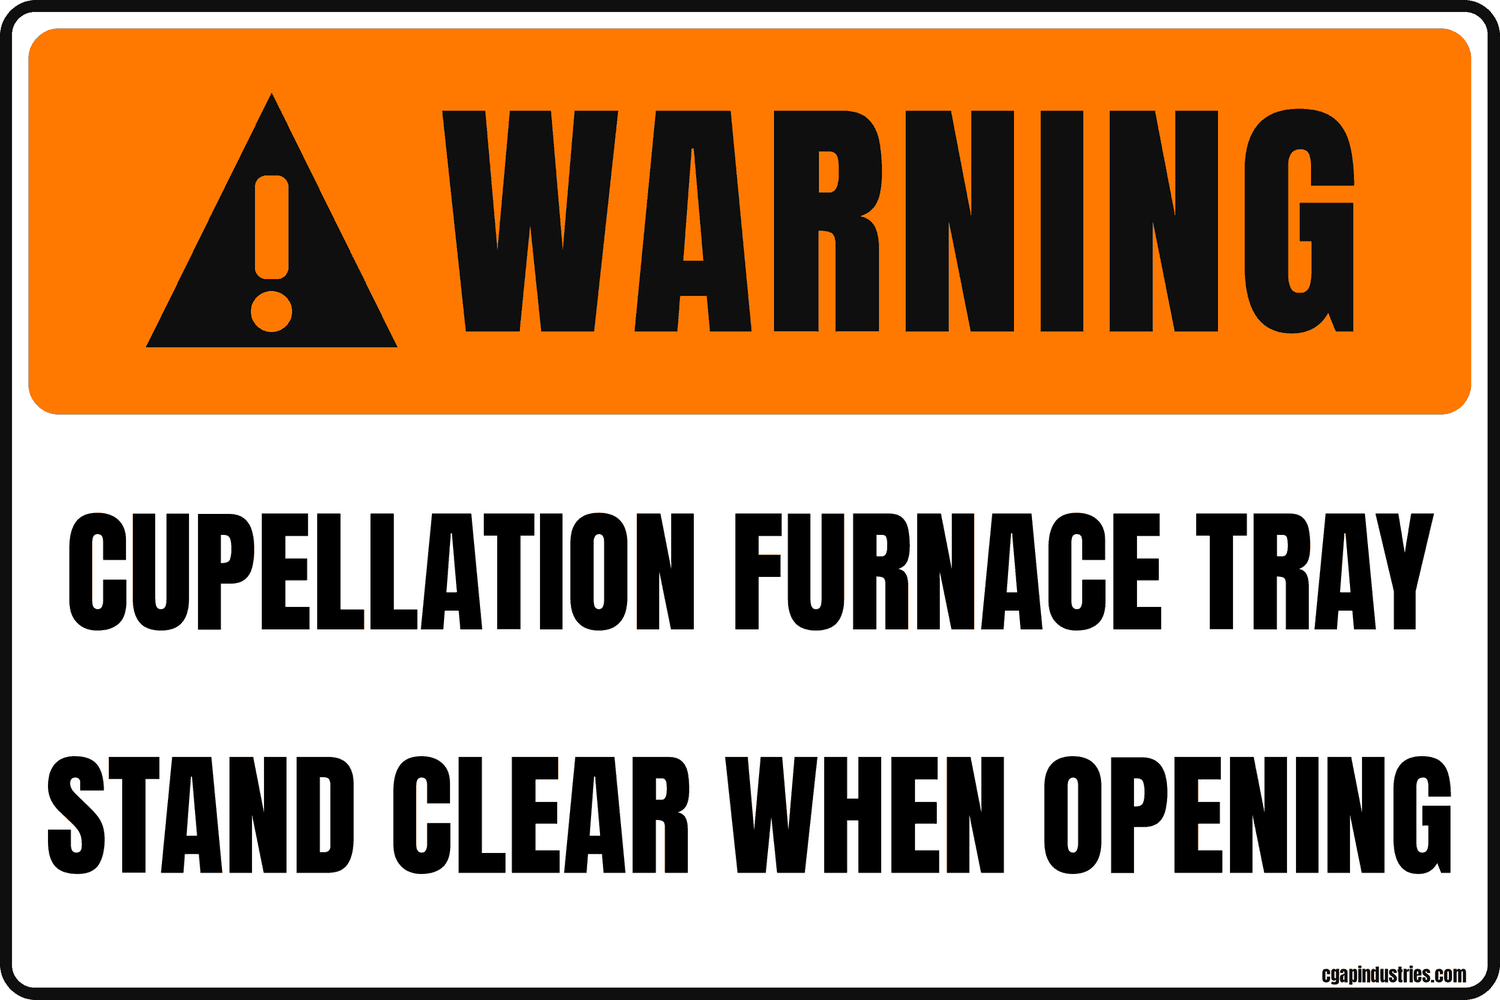 WARNING
CUPELLATION FURNACE TRAY
STAND CLEAR WHEN OPENING
cgapindustries.com